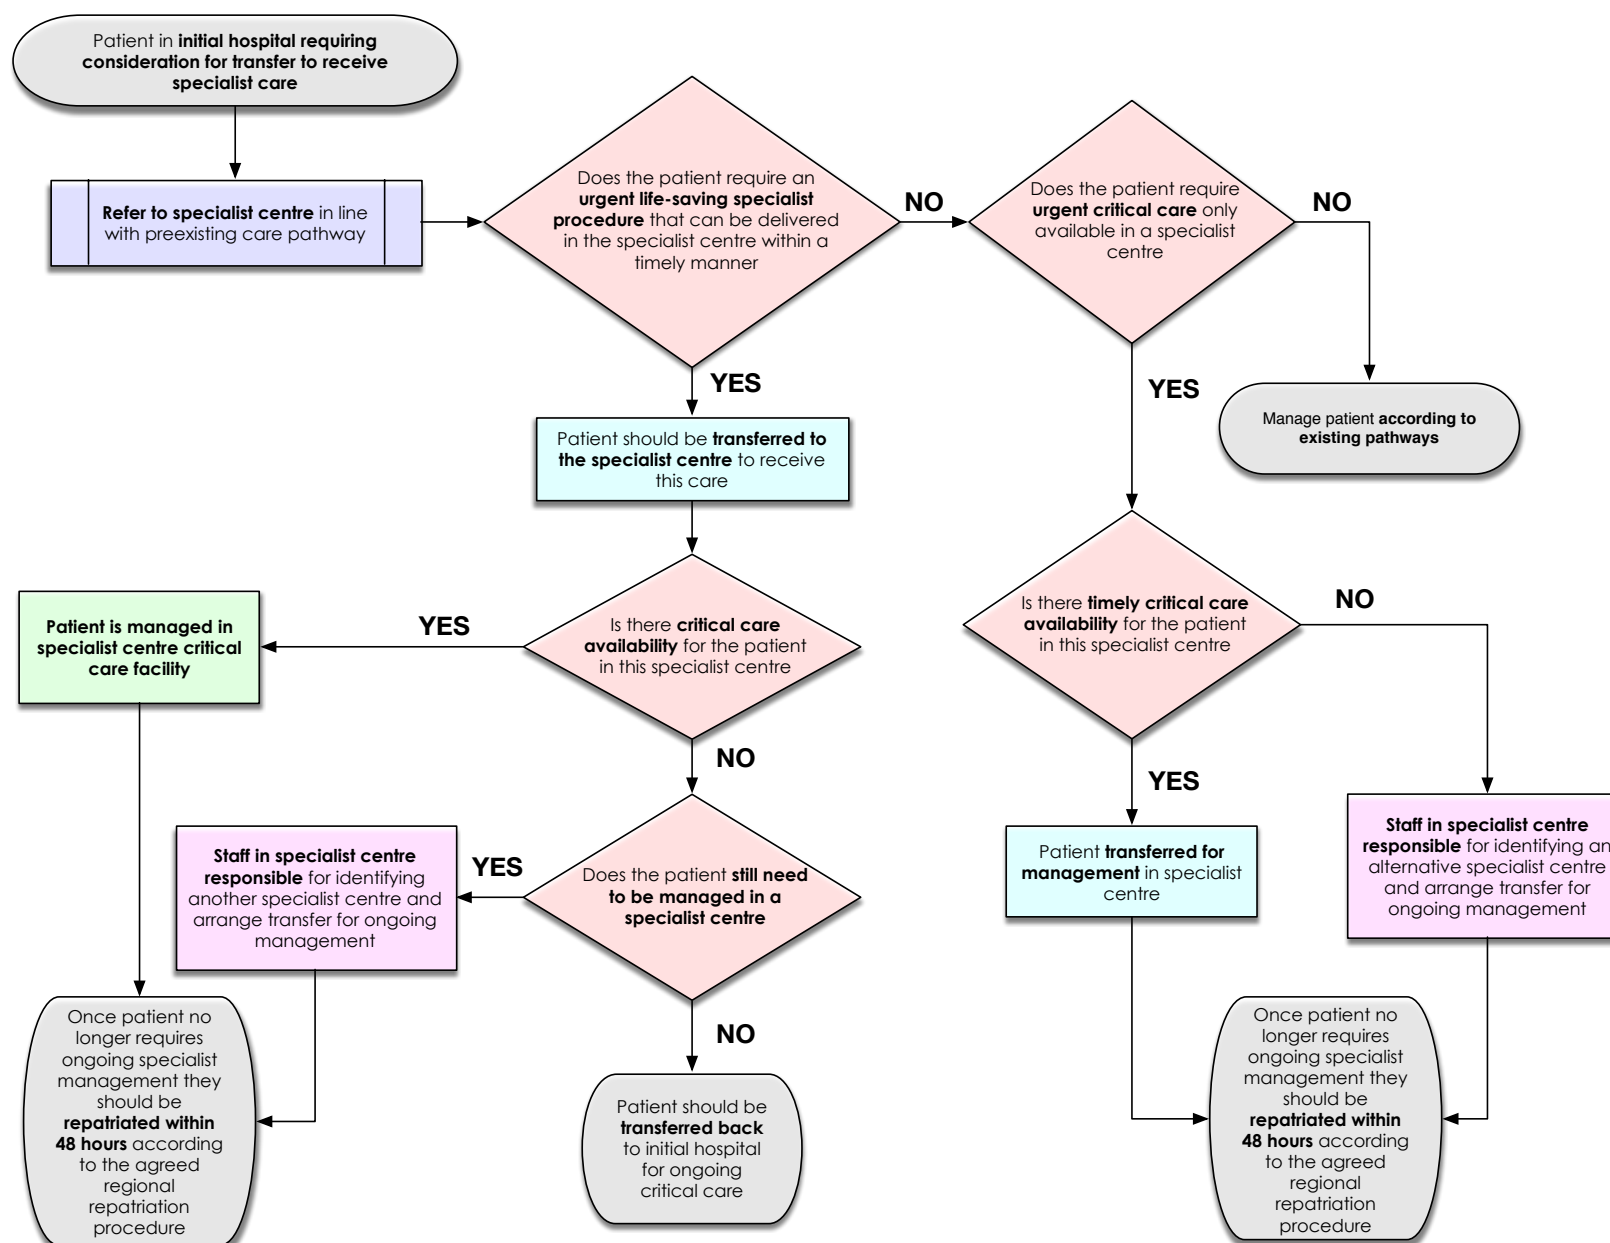 Patient in initial hospital requiring
consideration for transfer to receive
specialist care
Refer to specialist centre in line
with preexisting care pathway
Does the patient require an
urgent life-saving specialist
procedure that can be delivered
in the specialist centre within a
timely manner
NO
Does the patient require
urgent critical care only
available in a specialist
centre
NO
YES
YES
Manage patient according to
existing pathways
Patient should be transferred to
the specialist centre to receive
this care
Patient is managed in
specialist centre critical
care facility
YES
Is there critical care
availability for the patient
in this specialist centre
Is there timely critical care
availability for the patient
in this specialist centre
NO
NO
YES
Staff in specialist centre
responsible for identifying
another specialist centre and
arrange transfer for ongoing
management
YES
Does the patient still need
to be managed in a
specialist centre
Patient transferred for
management in specialist
centre
Staff in specialist centre
responsible for identifying an
alternative specialist centre
and arrange transfer for
ongoing management
NO
Once patient no
longer requires
ongoing specialist
management they
should be
repatriated within
48 hours according
to the agreed
regional
repatriation
procedure
Patient should be
transferred back
to initial hospital
for ongoing
critical care
Once patient no
longer requires
ongoing specialist
management they
should be
repatriated within
48 hours according
to the agreed
regional
repatriation
procedure